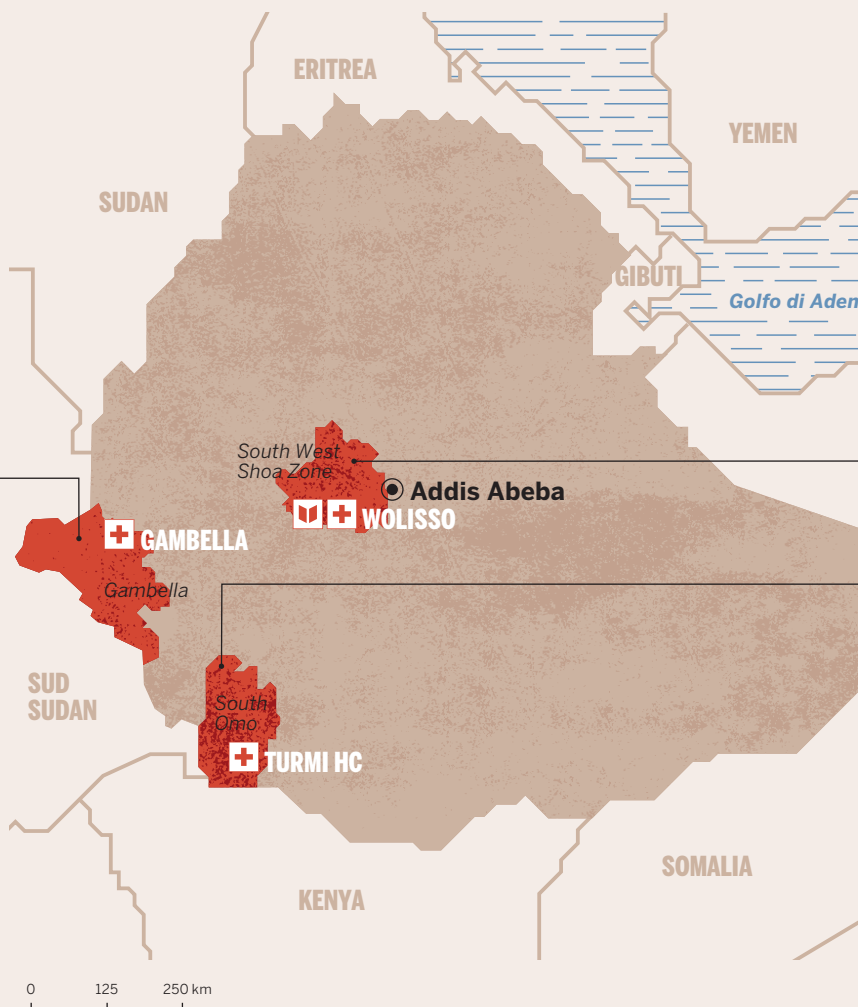 ERITREA
YEMEN
SUDAN
GIBUTI
Golfo di Aden
South West
Shoa Zone
Addis Abeba
WOLISSO
GAMBELLA
Gambella
SUD
SUDAN
South
Omo
TURMI HC
SOMALIA
KENYA
0 125 250 km